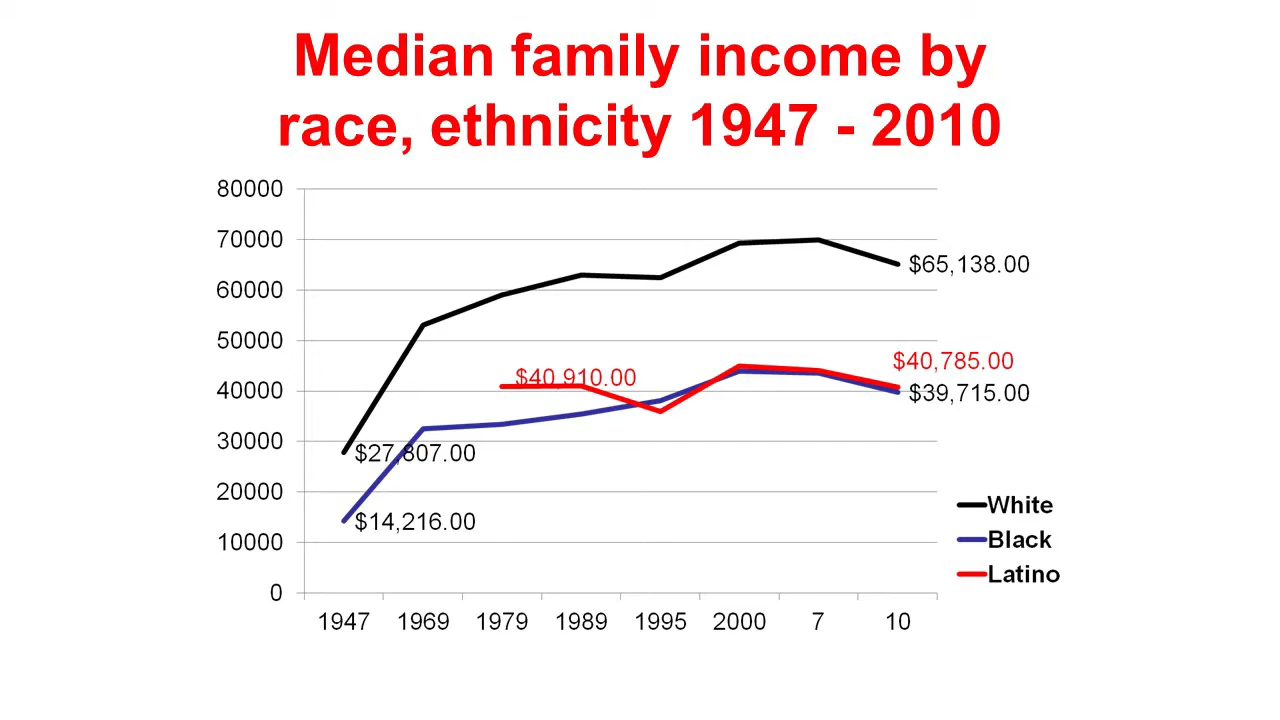 Median family income by
race, ethnicity 1947 - 2010
80000
70000
60000
50000
40000
30000
20000
10000
0
$65,138.00
$40,785.00
$40,910.00
$39,715.00
$27,807.00
$14,216.00
White
Black
Latino
1947 1969 1979 1989 1995 2000 7 10